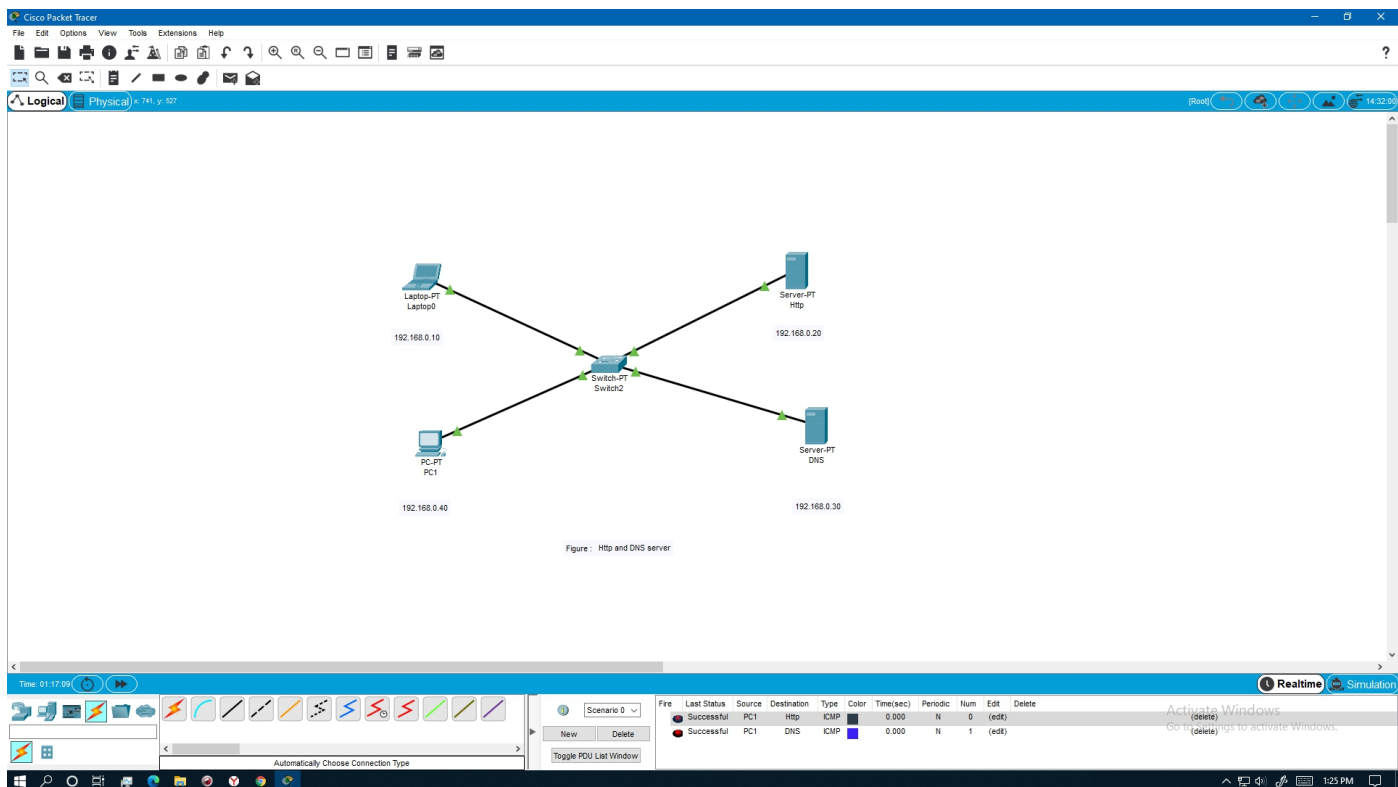 Cisco Packet Tracer
File Edit Options View Tools Extensions Help
?
Logical Physical x: 741, y: 527 [Root] 14:32:00
Laptop-PT
Laptop0
192.168.0.10
Server-PT
Http
192.168.0.20
Switch-PT
Switch2
PC-PT
PC1
192.168.0.40
Server-PT
DNS
192.168.0.30
Figure : Http and DNS server
Time: 01:17:09 Realtime Simulation
Scenario 0
New Delete
Toggle PDU List Window
Fire Last Status Source Destination Type Color Time(sec) Periodic Num Edit Delete
Successful PC1 Http ICMP 0.000 N 0 (edit) (delete)
Successful PC1 DNS ICMP 0.000 N 1 (edit) (delete)
Activate Windows
Go to Settings to activate Windows.
Automatically Choose Connection Type
1:25 PM